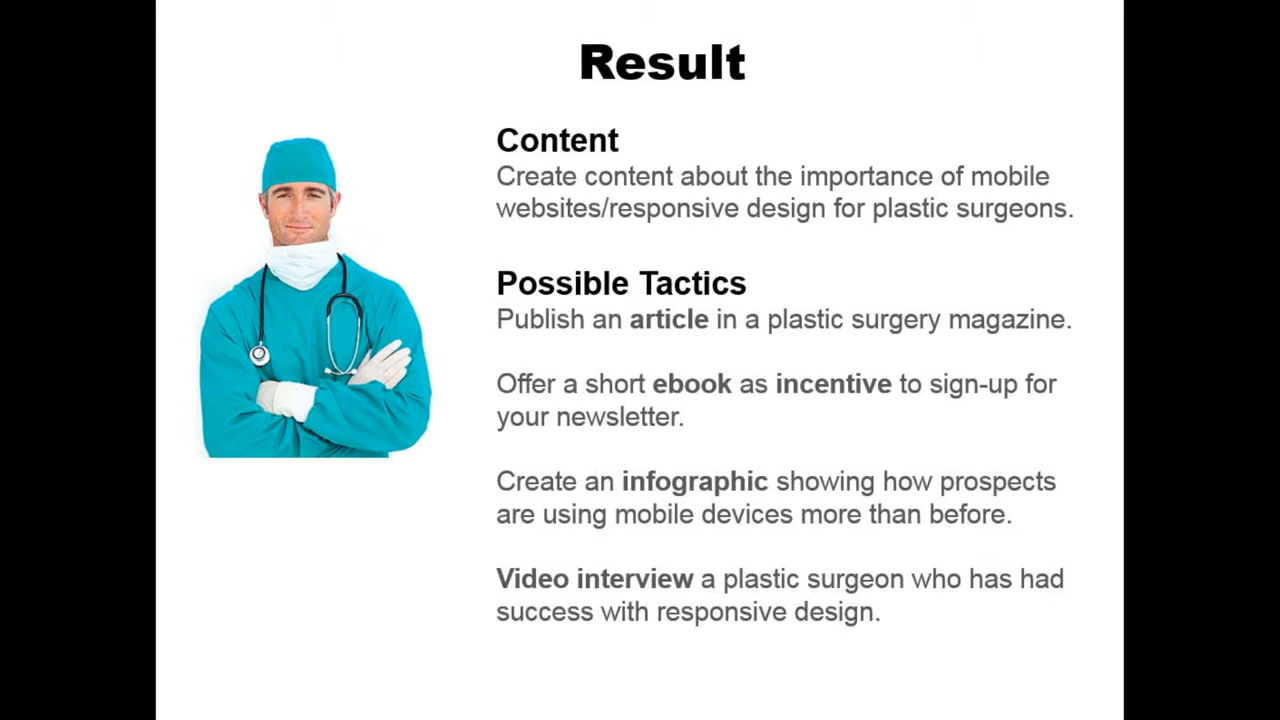 Result
Content
Create content about the importance of mobile
websites/responsive design for plastic surgeons.
Possible Tactics
Publish an article in a plastic surgery magazine.
Offer a short ebook as incentive to sign-up for
your newsletter.
Create an infographic showing how prospects
are using mobile devices more than before.
Video interview a plastic surgeon who has had
success with responsive design.